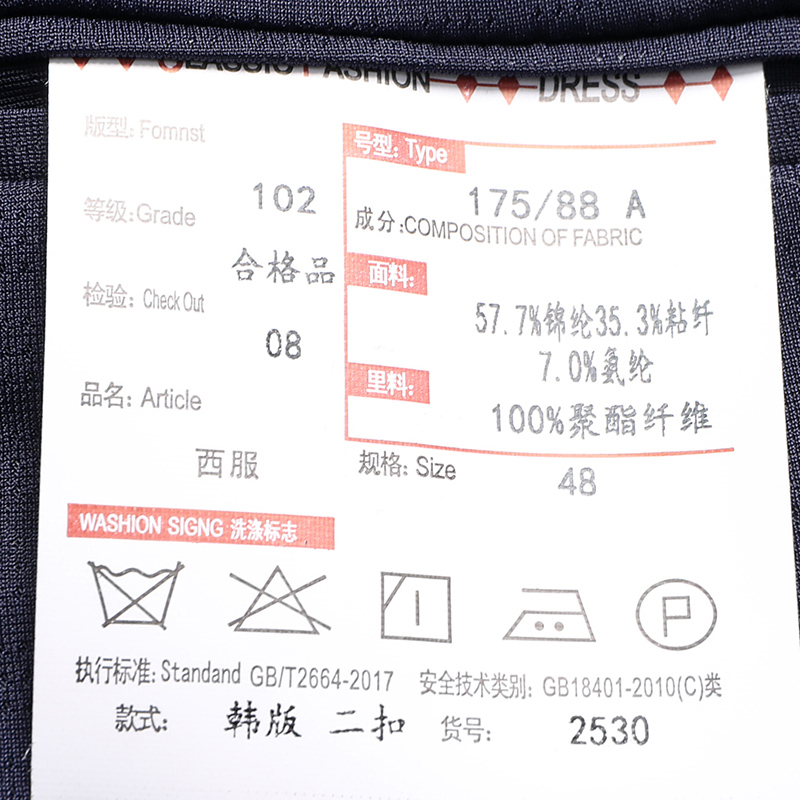 CLASSIC FASHION DRESS
版型: Fomnst
号型: Type
102
175/88 A
等级: Grade
成分: COMPOSITION OF FABRIC
合格品
面料:
检验: Check Out
57.7%锦纶35.3%粘纤
08
7.0%氨纶
里料:
品名: Article
100%聚酯纤维
西服
规格: Size
48
WASHION SIGNG 洗涤标志
P
执行标准: Standand GB/T2664-2017
安全技术类别: GB18401-2010(C)类
款式: 韩版 二扣
货号: 2530